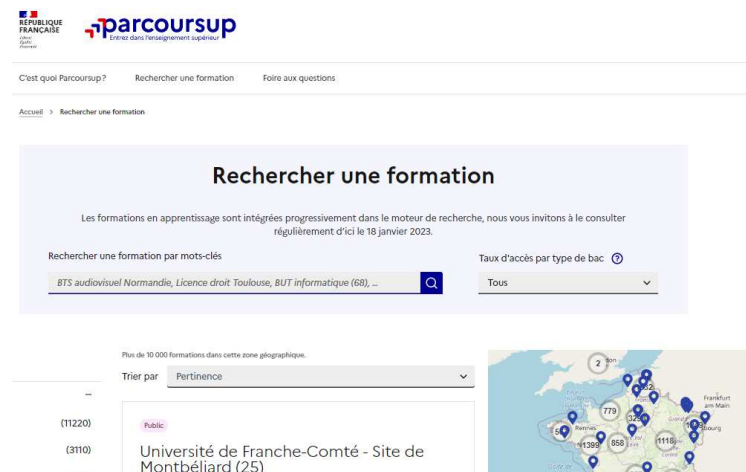 RÉPUBLIQUE
FRANÇAISE
Liberté
Égalité
Fraternité
parcoursup
Entrez dans l'enseignement supérieur
C'est quoi Parcoursup ?
Rechercher une formation
Foire aux questions
Accueil > Rechercher une formation
Rechercher une formation
Les formations en apprentissage sont intégrées progressivement dans le moteur de recherche, nous vous invitons à le consulter
régulièrement d'ici le 18 janvier 2023.
Rechercher une formation par mots-clés
Taux d'accès par type de bac ?
BTS audiovisuel Normandie, Licence droit Toulouse, BUT informatique (68), ...
Tous
Plus de 10 000 formations dans cette zone géographique.
Trier par Pertinence
–
(11220)
(3110)
Public
Université de Franche-Comté - Site de
Montbéliard (25)
2
779
Frankfurt
am Main
Rennes
1399
858
1118